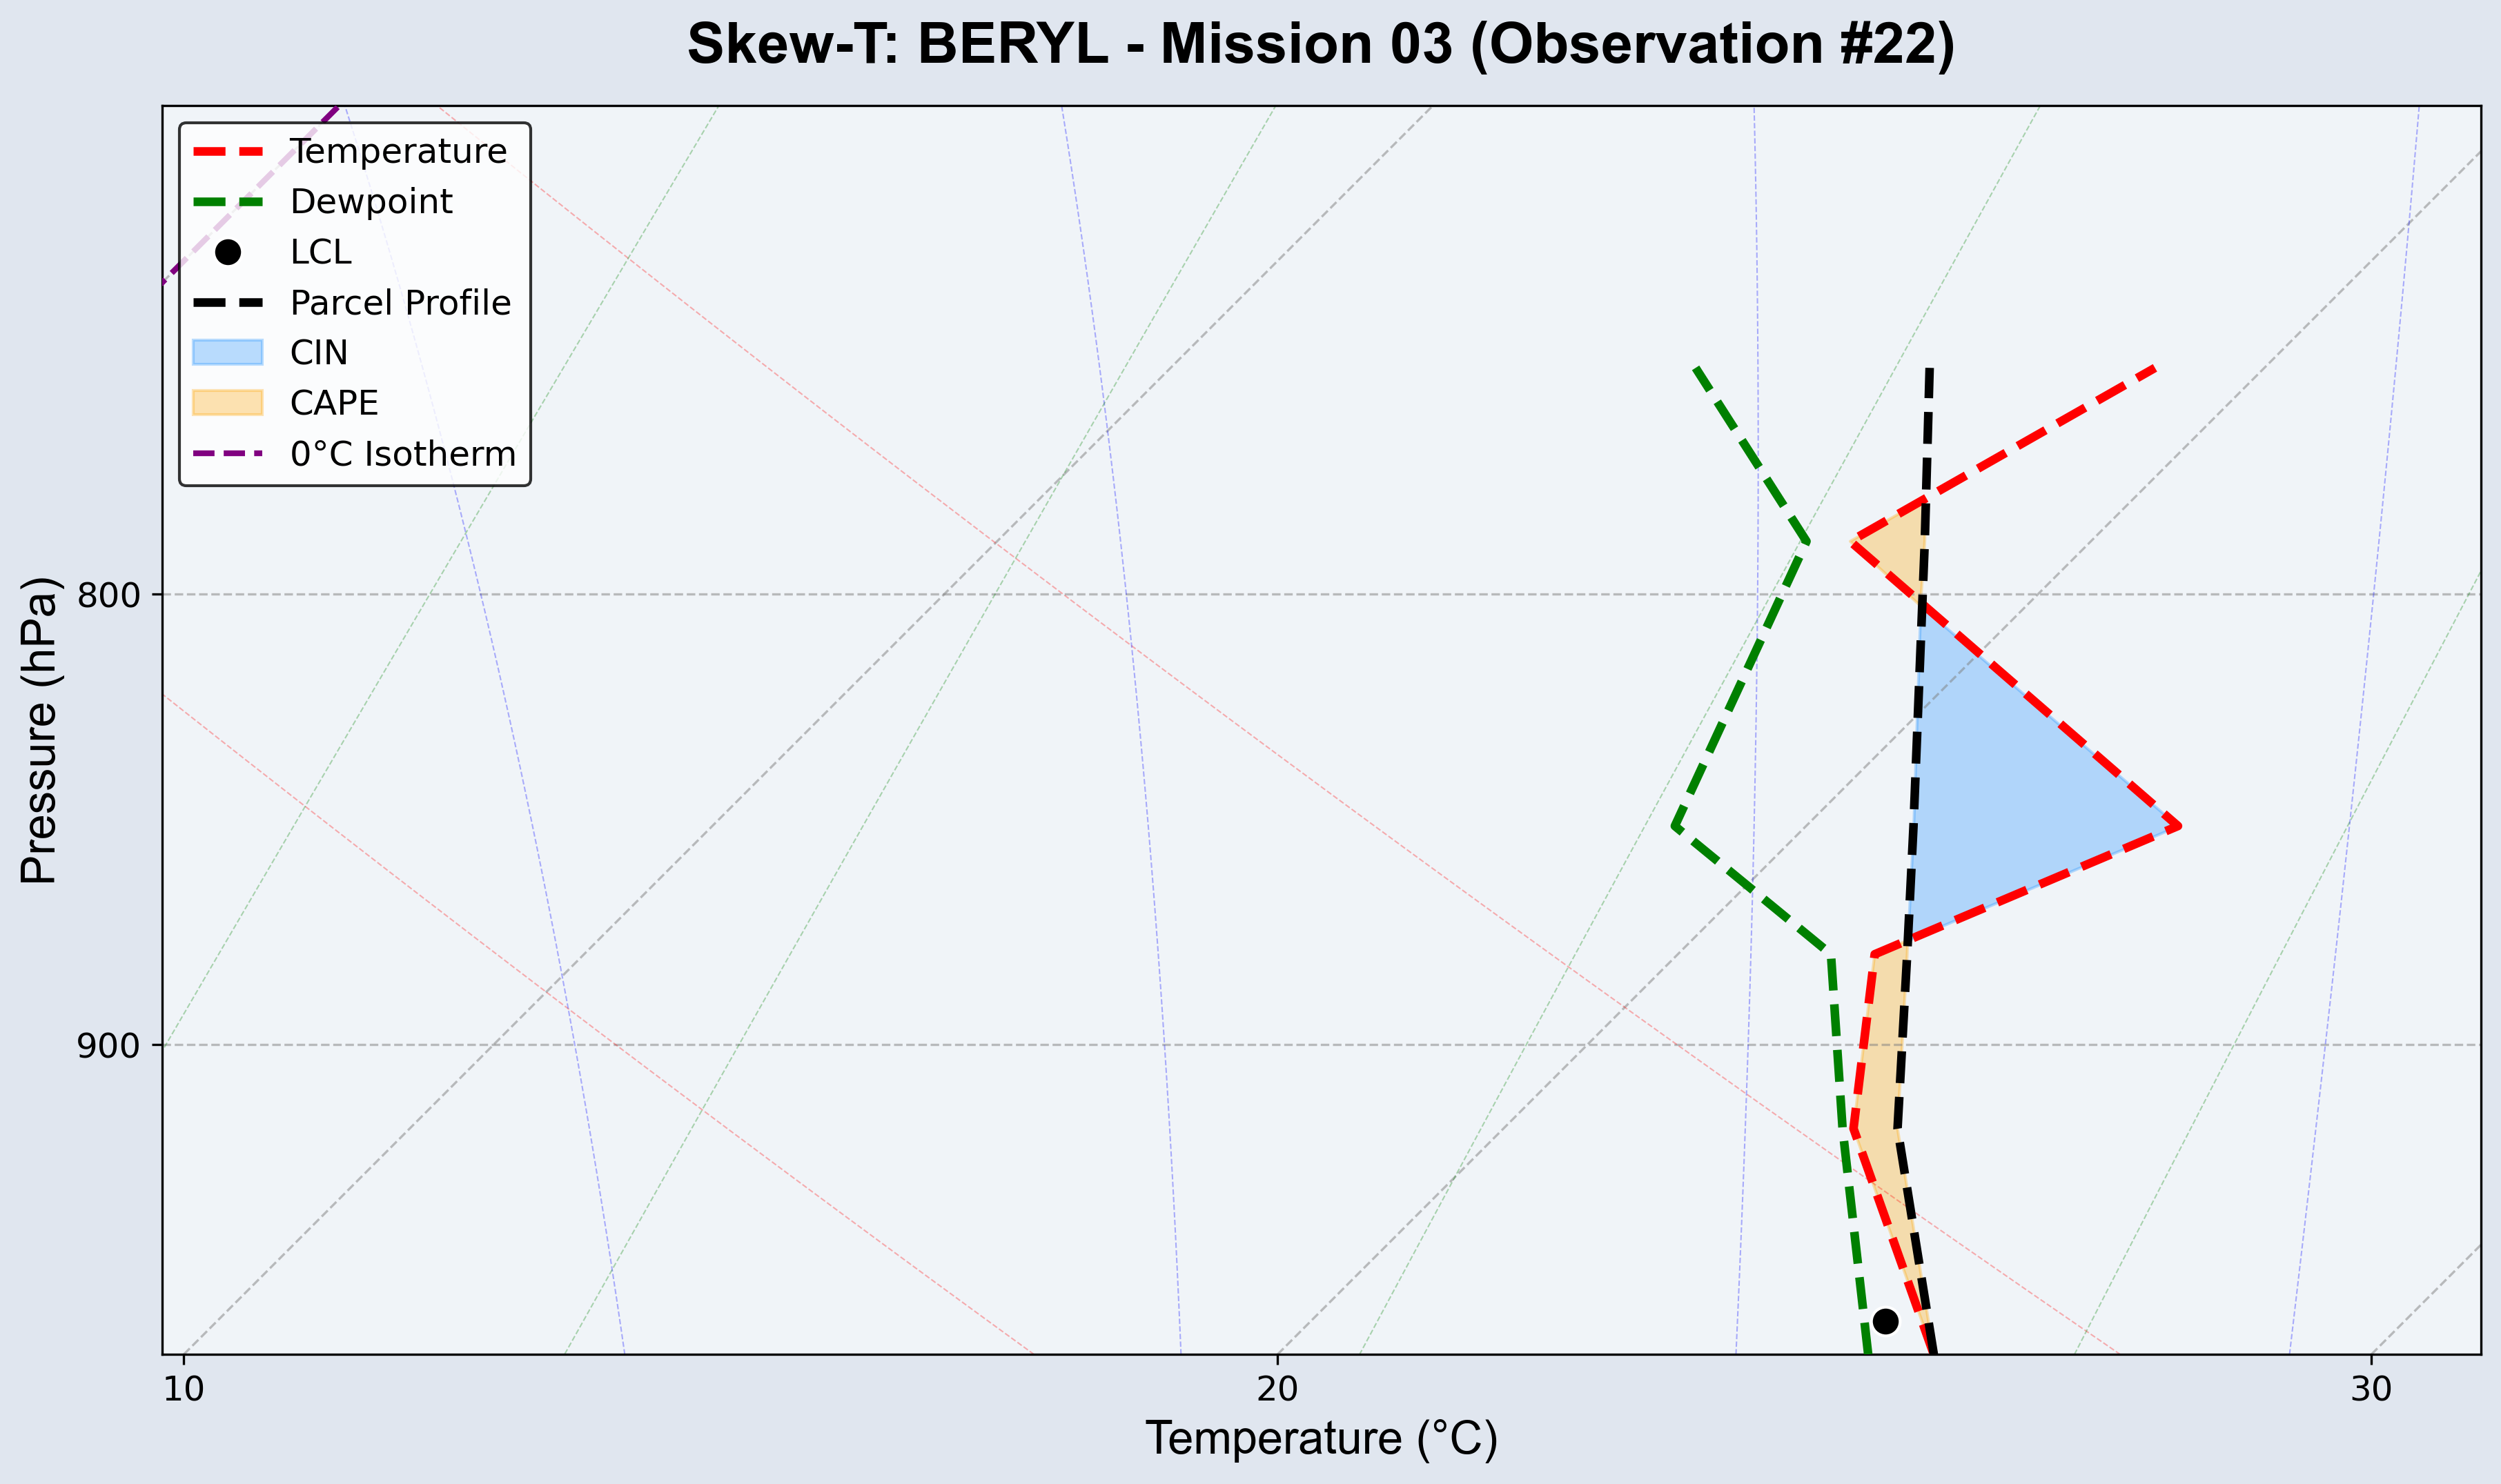 Skew-T: BERYL - Mission 03 (Observation #22)
Temperature
Dewpoint
LCL
Parcel Profile
CIN
CAPE
0°C Isotherm
Pressure (hPa)
800
900
10
20
30
Temperature (°C)